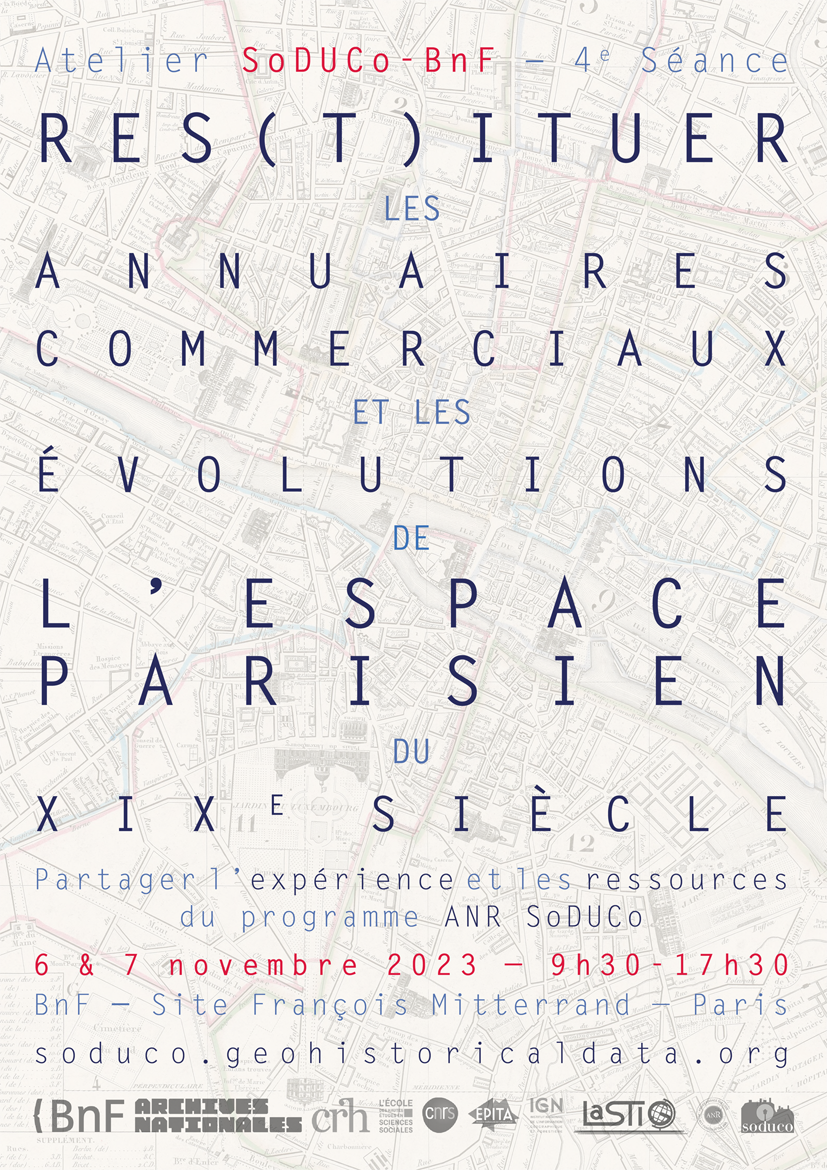 Atelier SoDUCo-BnF — 4e Séance
RES(T)ITUER
LES
ANNUAIRES
COMMERCIAUX
ET LES
ÉVOLUTIONS
DE
L’ESPACE
PARISIEN
DU
XIXE SIÈCLE
Partager l’expérience et les ressources
du programme ANR SoDUCo
6 & 7 novembre 2023 — 9h30-17h30
BnF — Site François Mitterrand — Paris
soduco.geohistoricaldata.org
BnF ARCHIVES NATIONALES crh L'ÉCOLE DES HAUTES ÉTUDES EN SCIENCES SOCIALES cnrs EPITA IGN LaSTIG ANR soduco